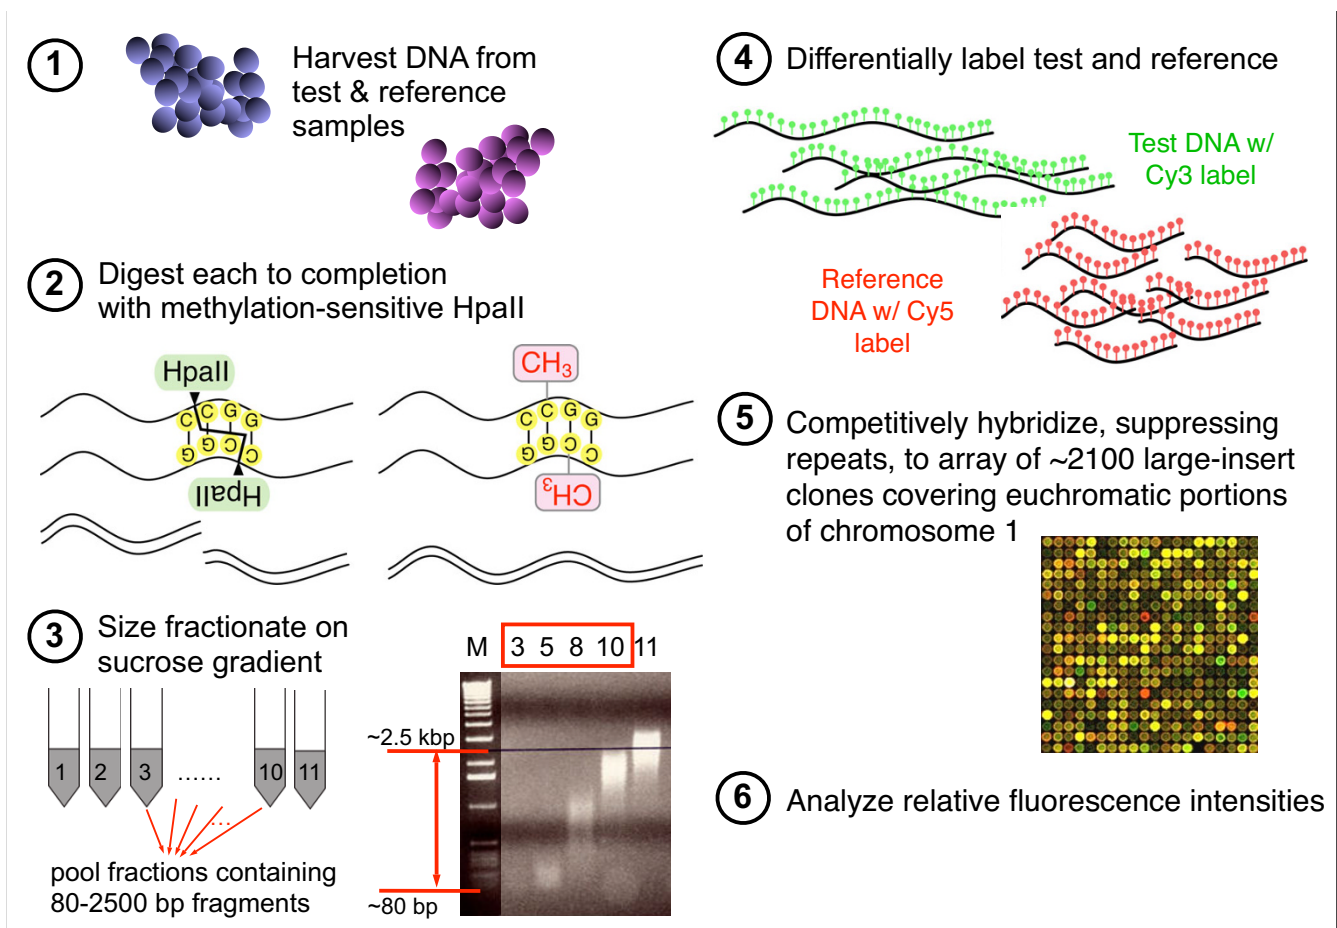 1
Harvest DNA from
test & reference
samples
2
Digest each to completion
with methylation-sensitive HpaII
HpaII
C C G G
G G C C
HpaII
CH3
C C G G
G G C C
CH3
3
Size fractionate on
sucrose gradient
1 2 3 ...... 10 11
...
pool fractions containing
80-2500 bp fragments
M 3 5 8 10 11
~2.5 kbp
~80 bp
4
Differentially label test and reference
Test DNA w/
Cy3 label
Reference
DNA w/ Cy5
label
5
Competitively hybridize, suppressing
repeats, to array of ~2100 large-insert
clones covering euchromatic portions
of chromosome 1
6
Analyze relative fluorescence intensities